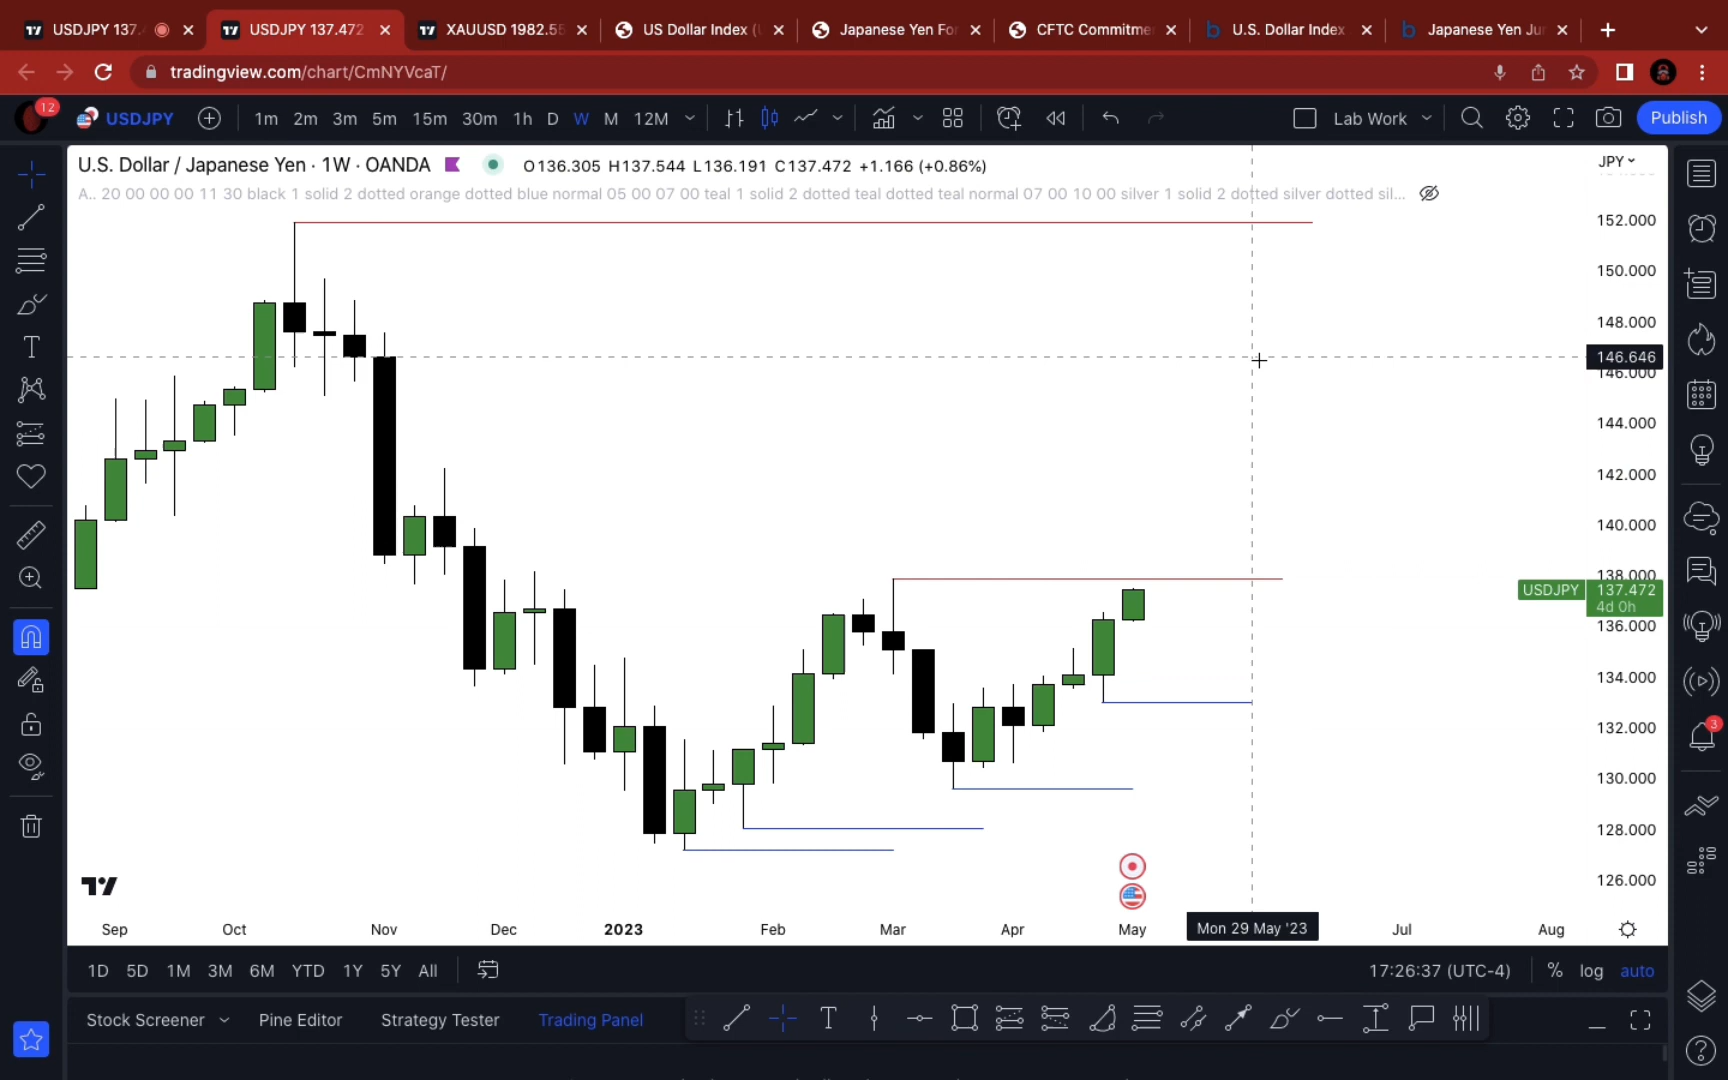 USDJPY 137.
USDJPY 137.472
XAUUSD 1982.55
US Dollar Index (
Japanese Yen For
CFTC Commitme
U.S. Dollar Index
Japanese Yen Ju
tradingview.com/chart/CmNYVcaT/
12
USDJPY
1m 2m 3m 5m 15m 30m 1h D W M 12M
Lab Work
Publish
U.S. Dollar / Japanese Yen · 1W · OANDA
O136.305 H137.544 L136.191 C137.472 +1.166 (+0.86%)
JPY
A.. 20 00 00 00 11 30 black 1 solid 2 dotted orange dotted blue normal 05 00 07 00 teal 1 solid 2 dotted teal dotted teal normal 07 00 10 00 silver 1 solid 2 dotted silver dotted sil...
152.000
150.000
148.000
146.646
146.000
144.000
142.000
140.000
138.000
USDJPY 137.472
4d 0h
136.000
134.000
132.000
130.000
128.000
126.000
3
Sep Oct Nov Dec 2023 Feb Mar Apr May Mon 29 May '23 Jul Aug
1D 5D 1M 3M 6M YTD 1Y 5Y All
17:26:37 (UTC-4) % log auto
Stock Screener Pine Editor Strategy Tester Trading Panel